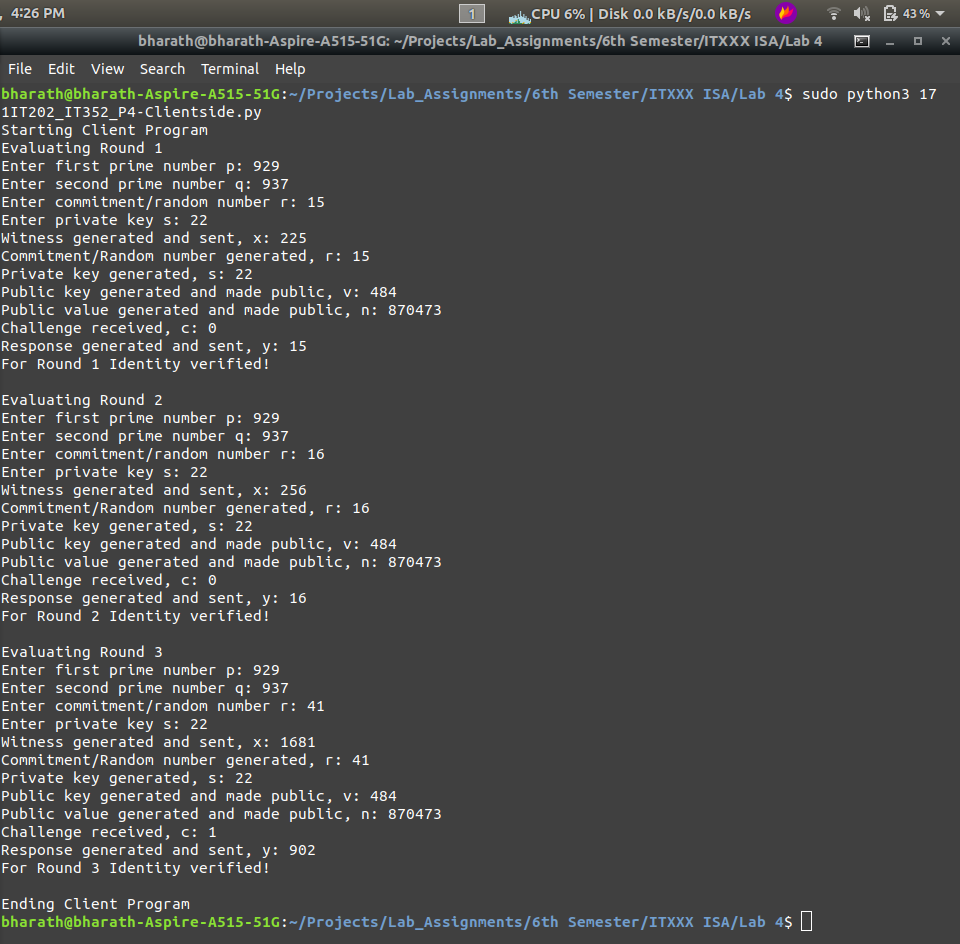 4:26 PM
1
CPU 6% | Disk 0.0 kB/s/0.0 kB/s
43 %
bharath@bharath-Aspire-A515-51G: ~/Projects/Lab_Assignments/6th Semester/ITXXX ISA/Lab 4
File Edit View Search Terminal Help
bharath@bharath-Aspire-A515-51G:~/Projects/Lab_Assignments/6th Semester/ITXXX ISA/Lab 4$ sudo python3 17
1IT202_IT352_P4-Clientside.py
Starting Client Program
Evaluating Round 1
Enter first prime number p: 929
Enter second prime number q: 937
Enter commitment/random number r: 15
Enter private key s: 22
Witness generated and sent, x: 225
Commitment/Random number generated, r: 15
Private key generated, s: 22
Public key generated and made public, v: 484
Public value generated and made public, n: 870473
Challenge received, c: 0
Response generated and sent, y: 15
For Round 1 Identity verified!
Evaluating Round 2
Enter first prime number p: 929
Enter second prime number q: 937
Enter commitment/random number r: 16
Enter private key s: 22
Witness generated and sent, x: 256
Commitment/Random number generated, r: 16
Private key generated, s: 22
Public key generated and made public, v: 484
Public value generated and made public, n: 870473
Challenge received, c: 0
Response generated and sent, y: 16
For Round 2 Identity verified!
Evaluating Round 3
Enter first prime number p: 929
Enter second prime number q: 937
Enter commitment/random number r: 41
Enter private key s: 22
Witness generated and sent, x: 1681
Commitment/Random number generated, r: 41
Private key generated, s: 22
Public key generated and made public, v: 484
Public value generated and made public, n: 870473
Challenge received, c: 1
Response generated and sent, y: 902
For Round 3 Identity verified!
Ending Client Program
bharath@bharath-Aspire-A515-51G:~/Projects/Lab_Assignments/6th Semester/ITXXX ISA/Lab 4$